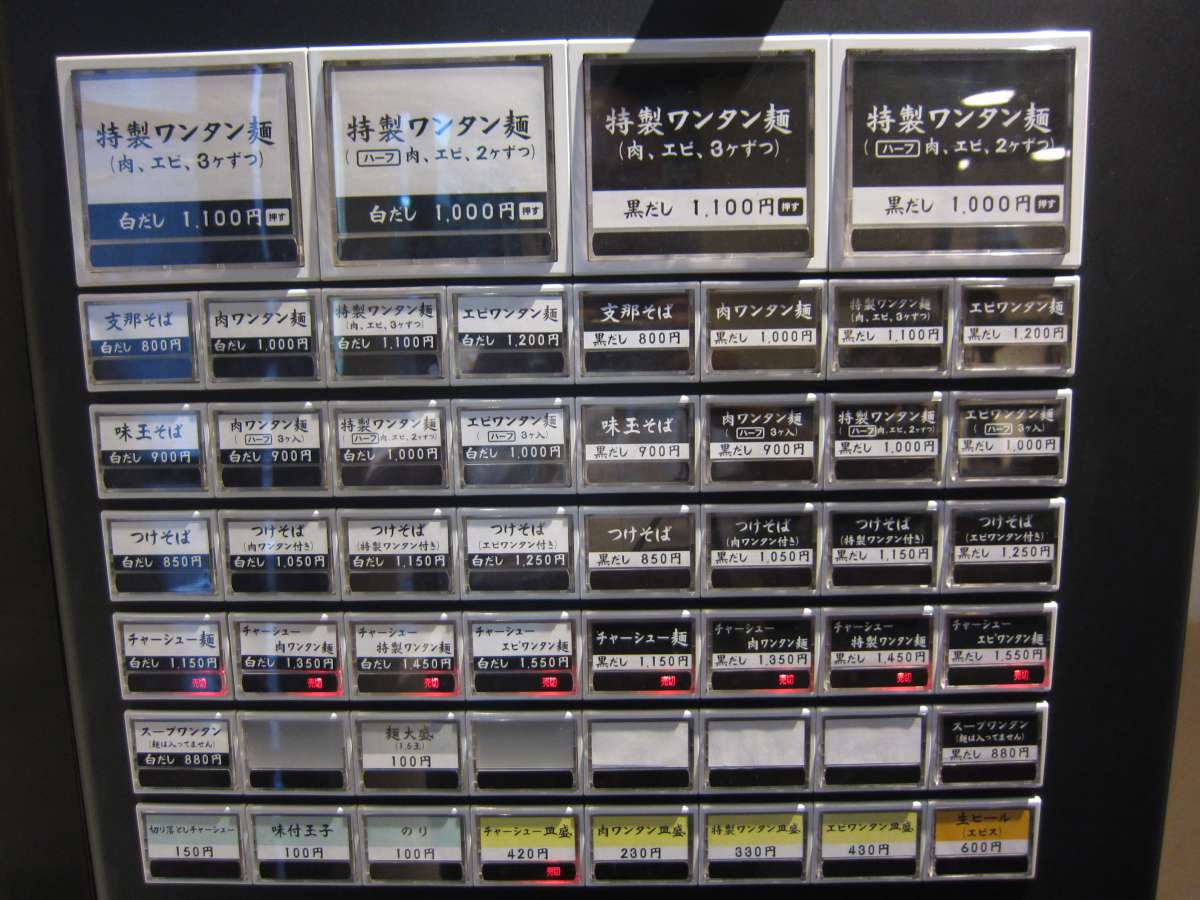 特製ワンタン麺
(肉、エビ、3ヶずつ)
白だし 1,100円 押す
特製ワンタン麺
(ハーフ 肉、エビ、2ヶずつ)
白だし 1,000円 押す
特製ワンタン麺
(肉、エビ、3ヶずつ)
黒だし 1,100円 押す
特製ワンタン麺
(ハーフ 肉、エビ、2ヶずつ)
黒だし 1,000円 押す
支那そば
白だし 800円
肉ワンタン麺
白だし 1,000円
特製ワンタン麺
(肉、エビ、3ヶずつ)
白だし 1,100円
エビワンタン麺
白だし 1,200円
支那そば
黒だし 800円
肉ワンタン麺
黒だし 1,000円
特製ワンタン麺
(肉、エビ、3ヶずつ)
黒だし 1,100円
エビワンタン麺
黒だし 1,200円
味玉そば
白だし 900円
肉ワンタン麺
(ハーフ 3ヶ入)
白だし 900円
特製ワンタン麺
(ハーフ 肉、エビ、2ヶずつ)
白だし 1,000円
エビワンタン麺
(ハーフ 3ヶ入)
白だし 1,000円
味玉そば
黒だし 900円
肉ワンタン麺
(ハーフ 3ヶ入)
黒だし 900円
特製ワンタン麺
(ハーフ 肉、エビ、2ヶずつ)
黒だし 1,000円
エビワンタン麺
(ハーフ 3ヶ入)
黒だし 1,000円
つけそば
白だし 850円
つけそば
(肉ワンタン付き)
白だし 1,050円
つけそば
(特製ワンタン付き)
白だし 1,150円
つけそば
(エビワンタン付き)
白だし 1,250円
つけそば
黒だし 850円
つけそば
(肉ワンタン付き)
黒だし 1,050円
つけそば
(特製ワンタン付き)
黒だし 1,150円
つけそば
(エビワンタン付き)
黒だし 1,250円
チャーシュー麺
白だし 1,150円
売切
チャーシュー
肉ワンタン麺
白だし 1,350円
売切
チャーシュー
特製ワンタン麺
白だし 1,450円
売切
チャーシュー
エビワンタン麺
白だし 1,550円
売切
チャーシュー麺
黒だし 1,150円
売切
チャーシュー
肉ワンタン麺
黒だし 1,350円
売切
チャーシュー
特製ワンタン麺
黒だし 1,450円
売切
チャーシュー
エビワンタン麺
黒だし 1,550円
売切
スープワンタン
(麺は入ってません)
白だし 880円
麺大盛
(1.5玉)
100円
スープワンタン
(麺は入ってません)
黒だし 880円
切り落としチャーシュー
150円
味付玉子
100円
のり
100円
チャーシュー皿盛
420円
売切
肉ワンタン皿盛
230円
特製ワンタン皿盛
330円
エビワンタン皿盛
430円
生ビール
(エビス)
600円